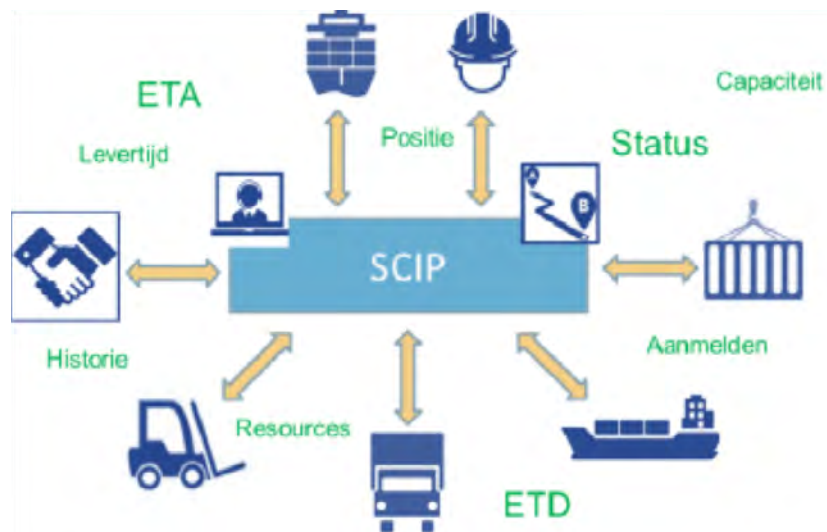 Capaciteit
ETA
Positie
Status
Levertijd
A
B
SCIP
Historie
Aanmelden
Resources
ETD